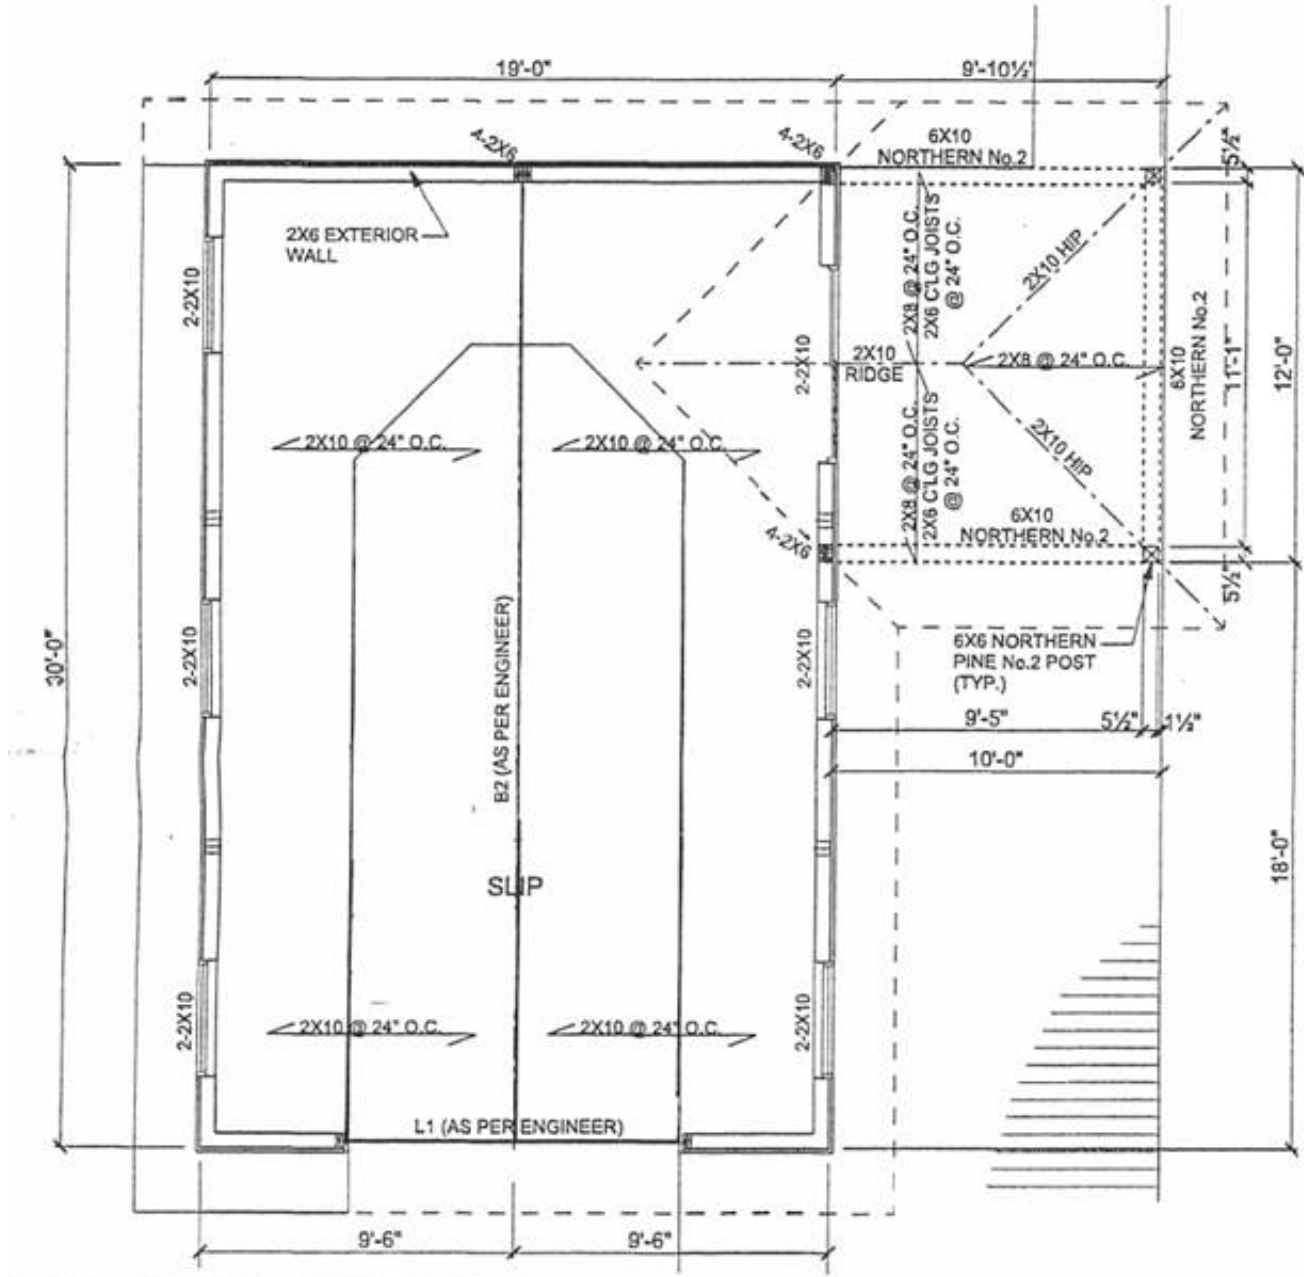 19'-0"
9'-10½"
4-2X6
4-2X6
6X10
NORTHERN No.2
5½"
2X6 EXTERIOR
WALL
2-2X10
2X8 @ 24" O.C.
2X6 C'LG JOISTS
@ 24" O.C.
2X10 HIP
2-2X10
2X10
RIDGE
2X8 @ 24" O.C.
6X10
NORTHERN No.2
11'-1"
12'-0"
2X10 @ 24" O.C.
2X10 @ 24" O.C.
2X8 @ 24" O.C.
2X6 C'LG JOISTS
@ 24" O.C.
2X10 HIP
6X10
NORTHERN No.2
4-2X6
5½"
30'-0"
2-2X10
B2 (AS PER ENGINEER)
2-2X10
6X6 NORTHERN
PINE No.2 POST
(TYP.)
9'-5"
5½"
1½"
10'-0"
18'-0"
SLIP
2-2X10
2X10 @ 24" O.C.
2X10 @ 24" O.C.
2-2X10
L1 (AS PER ENGINEER)
9'-6"
9'-6"